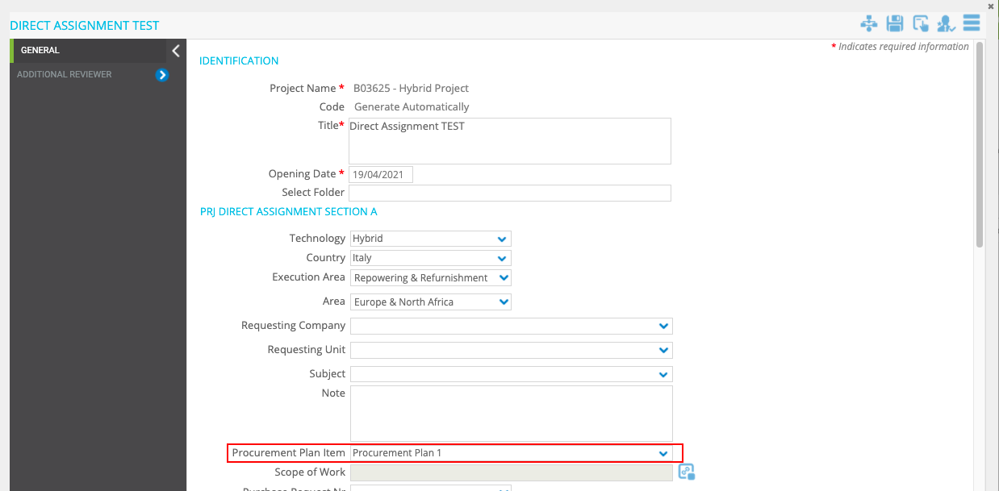 DIRECT ASSIGNMENT TEST
GENERAL
ADDITIONAL REVIEWER
* Indicates required information
IDENTIFICATION
Project Name * B03625 - Hybrid Project
Code Generate Automatically
Title* Direct Assignment TEST
Opening Date * 19/04/2021
Select Folder
PRJ DIRECT ASSIGNMENT SECTION A
Technology Hybrid
Country Italy
Execution Area Repowering & Refurnishment
Area Europe & North Africa
Requesting Company
Requesting Unit
Subject
Note
Procurement Plan Item Procurement Plan 1
Scope of Work
Purchase Request Nr